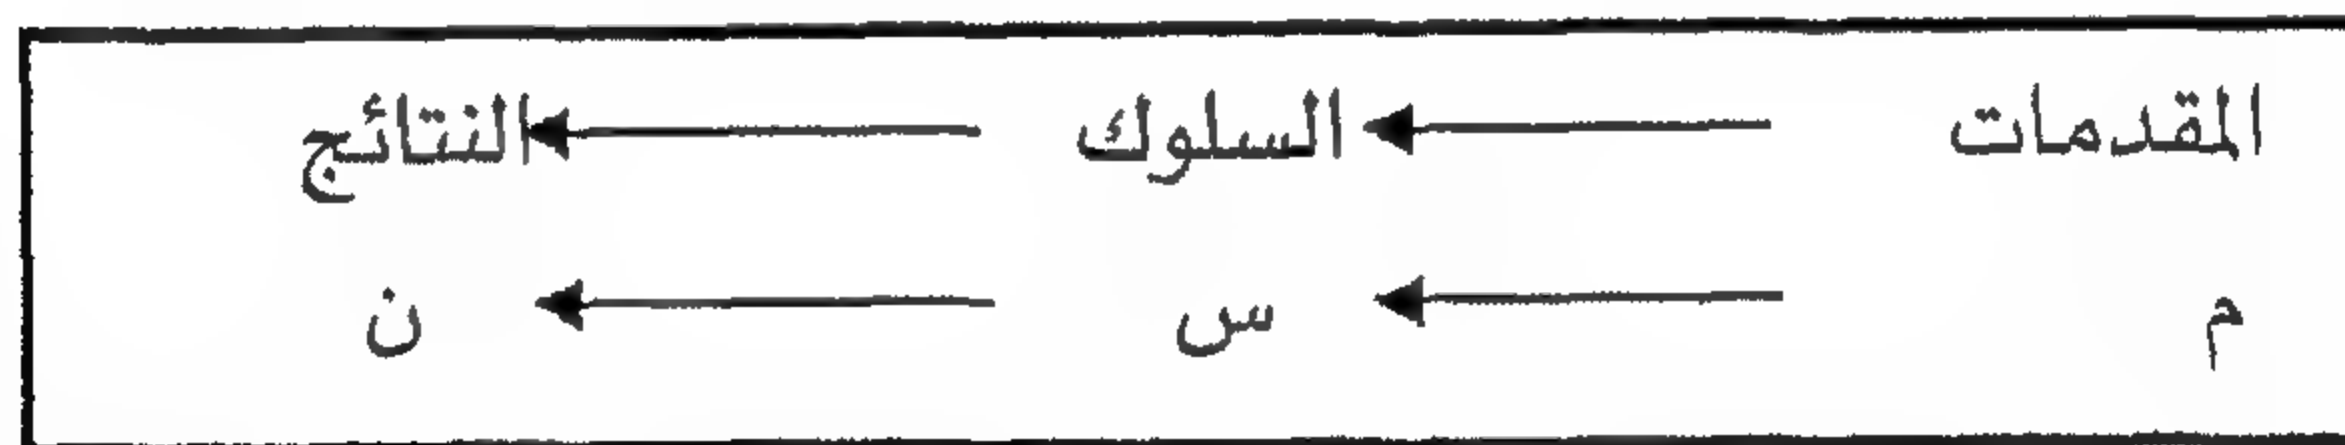 المقدمات ← السلوك ← النتائج
م ← س ← ن